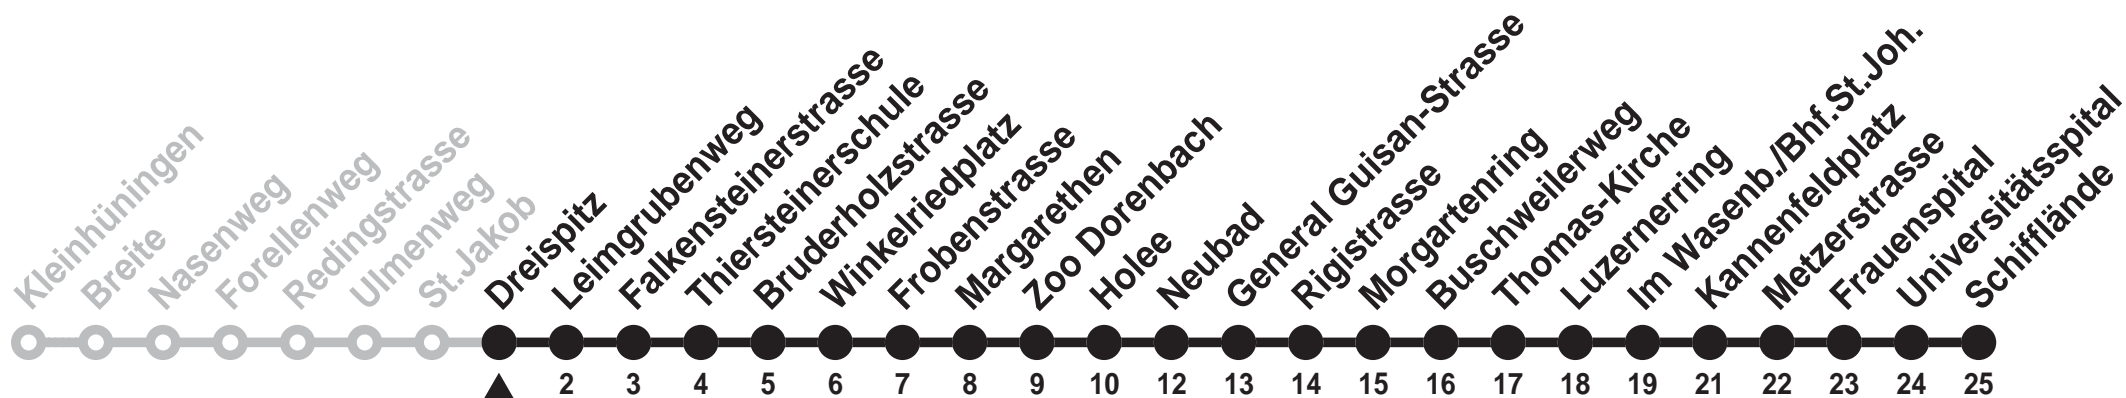 Kleinhüningen
Breite
Nasenweg
Forellenweg
Redingstrasse
Ulmenweg
St.Jakob
Dreispitz
Leimgrubenweg
Falkensteinerstrasse
Thiersteinerschule
Bruderholzstrasse
Winkelriedplatz
Frobenstrasse
Margarethen
Zoo Dorenbach
Holee
Neubad
General Guisan-Strasse
Rigistrasse
Morgartenring
Buschweilerweg
Thomas-Kirche
Luzernerring
Im Wasenb./Bhf.St.Joh.
Kannenfeldplatz
Metzerstrasse
Frauenspital
Universitätsspital
Schifflände
2 3 4 5 6 7 8 9 10 12 13 14 15 16 17 18 19 21 22 23 24 25